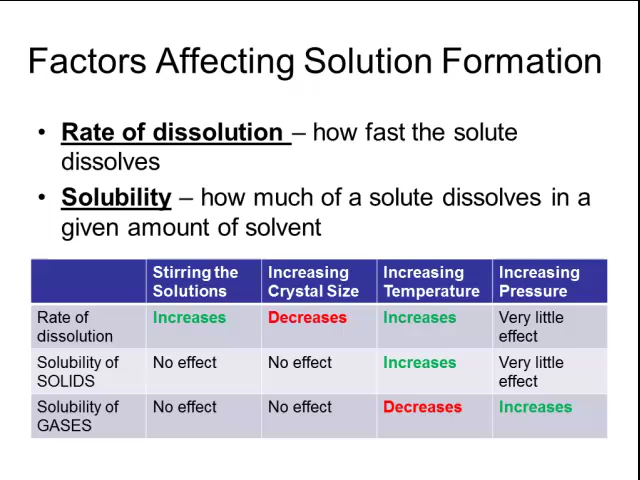 Factors Affecting Solution Formation
• Rate of dissolution – how fast the solute
dissolves
• Solubility – how much of a solute dissolves in a
given amount of solvent
Stirring the Solutions Increasing Crystal Size Increasing Temperature Increasing Pressure
Rate of dissolution Increases Decreases Increases Very little effect
Solubility of SOLIDS No effect No effect Increases Very little effect
Solubility of GASES No effect No effect Decreases Increases